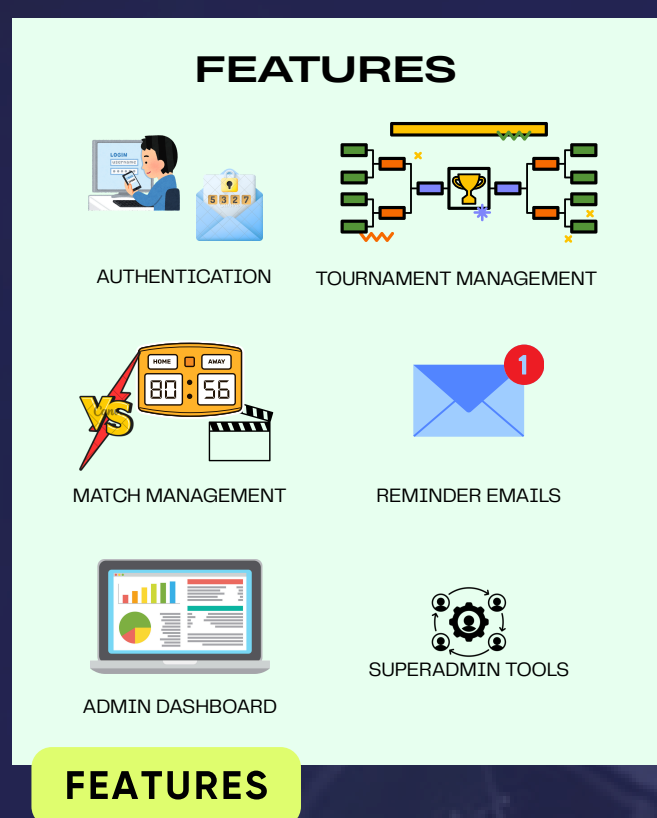 FEATURES
LOGIN
username
5327
AUTHENTICATION
TOURNAMENT MANAGEMENT
HOME
AWAY
80:56
VS
MATCH MANAGEMENT
1
REMINDER EMAILS
ADMIN DASHBOARD
SUPERADMIN TOOLS
FEATURES